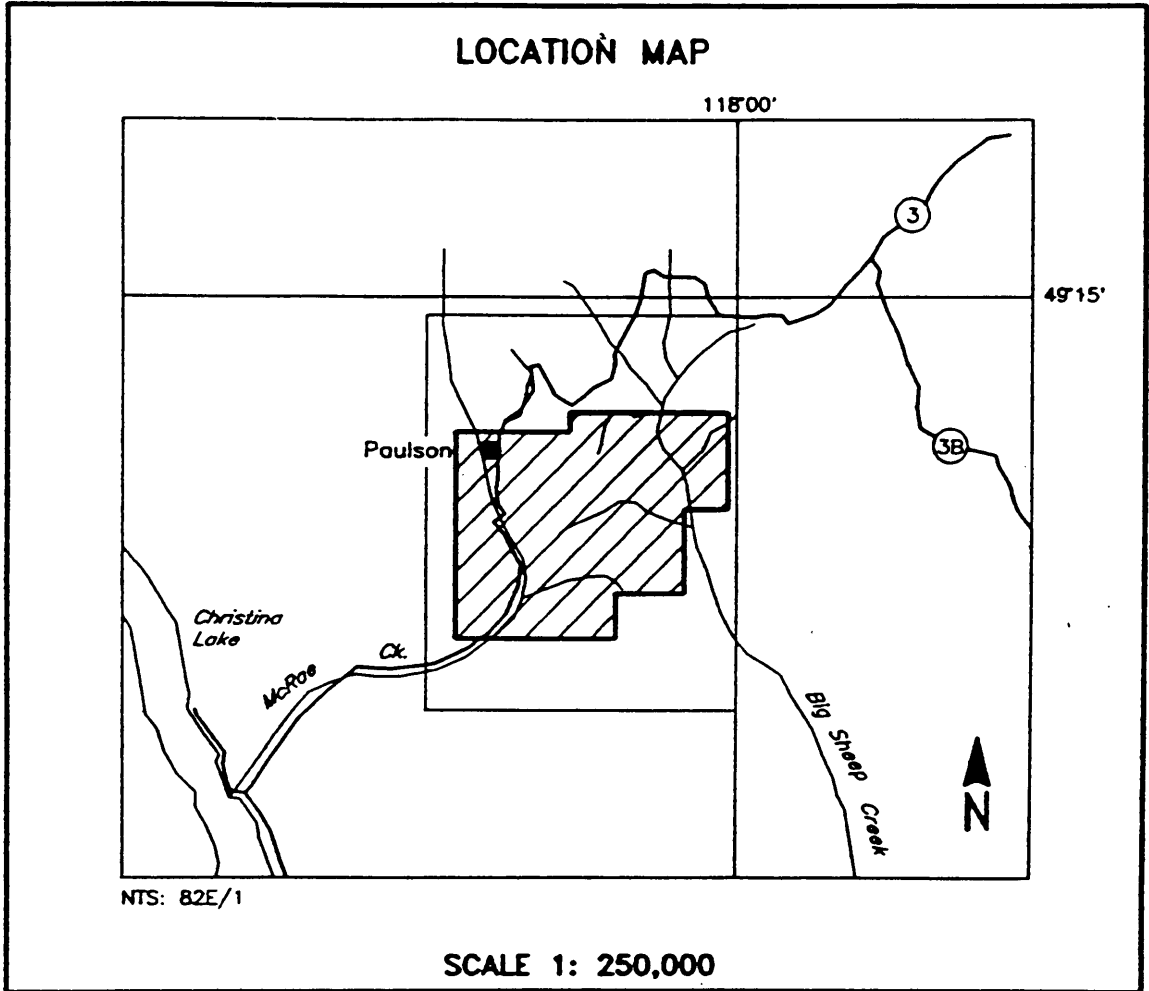 LOCATION MAP
118°00'
3
49°15'
Paulson
3B
Christina
Lake
McRae Ck.
Big Sheep Creek
N
NTS: 82E/1
SCALE 1: 250,000